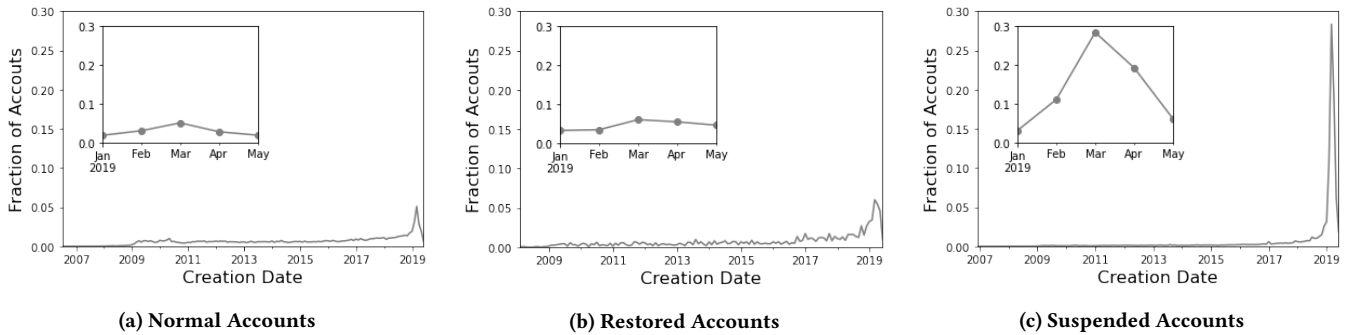 0.30
0.25
0.20
0.15
0.10
0.05
0.00
Fraction of Accouts
0.3
0.2
0.1
0.0
Jan Feb Mar Apr May
2019
2007 2009 2011 2013 2015 2017 2019
Creation Date
(a) Normal Accounts
0.30
0.25
0.20
0.15
0.10
0.05
0.00
Fraction of Accouts
0.3
0.2
0.1
0.0
Jan Feb Mar Apr May
2019
2009 2011 2013 2015 2017 2019
Creation Date
(b) Restored Accounts
0.30
0.25
0.20
0.15
0.10
0.05
0.00
Fraction of Accouts
0.3
0.2
0.1
0.0
Jan Feb Mar Apr May
2019
2007 2009 2011 2013 2015 2017 2019
Creation Date
(c) Suspended Accounts